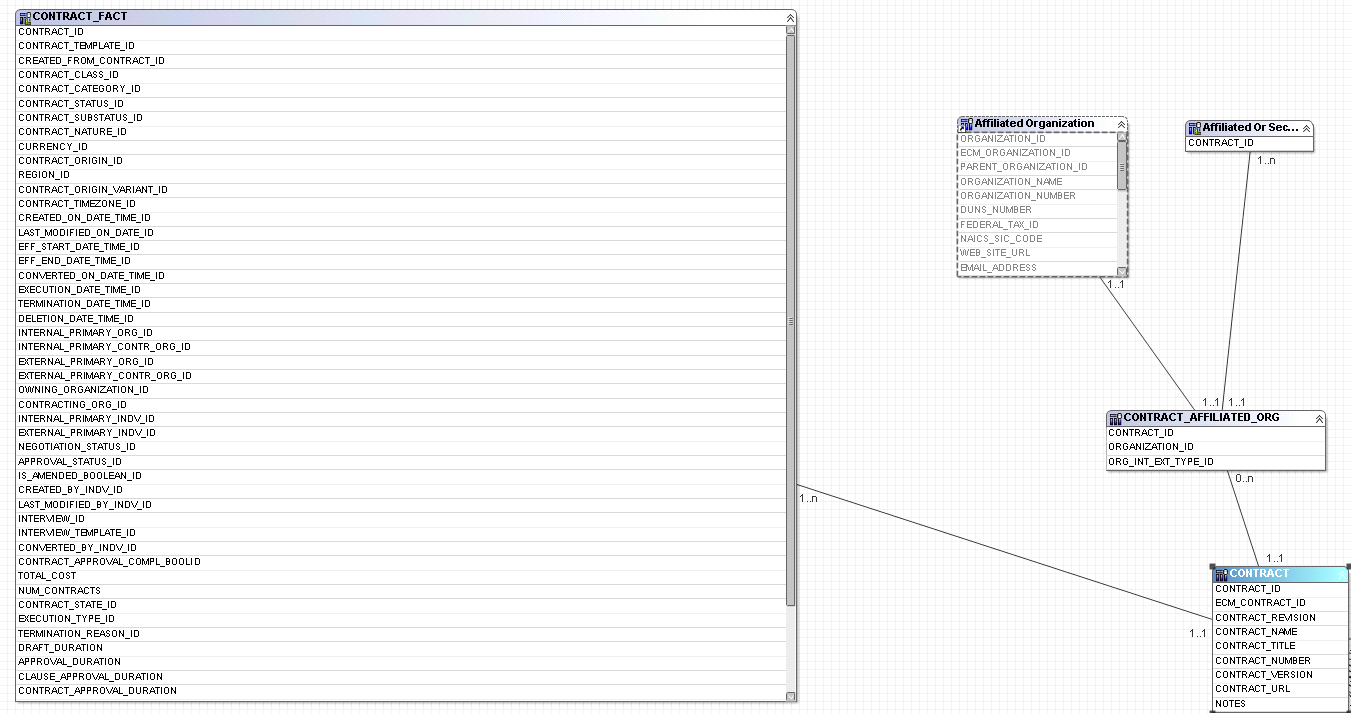 CONTRACT_FACT
CONTRACT_ID
CONTRACT_TEMPLATE_ID
CREATED_FROM_CONTRACT_ID
CONTRACT_CLASS_ID
CONTRACT_CATEGORY_ID
CONTRACT_STATUS_ID
CONTRACT_SUBSTATUS_ID
CONTRACT_NATURE_ID
CURRENCY_ID
CONTRACT_ORIGIN_ID
REGION_ID
CONTRACT_ORIGIN_VARIANT_ID
CONTRACT_TIMEZONE_ID
CREATED_ON_DATE_TIME_ID
LAST_MODIFIED_ON_DATE_ID
EFF_START_DATE_TIME_ID
EFF_END_DATE_TIME_ID
CONVERTED_ON_DATE_TIME_ID
EXECUTION_DATE_TIME_ID
TERMINATION_DATE_TIME_ID
DELETION_DATE_TIME_ID
INTERNAL_PRIMARY_ORG_ID
INTERNAL_PRIMARY_CONTR_ORG_ID
EXTERNAL_PRIMARY_ORG_ID
EXTERNAL_PRIMARY_CONTR_ORG_ID
OWNING_ORGANIZATION_ID
CONTRACTING_ORG_ID
INTERNAL_PRIMARY_INDV_ID
EXTERNAL_PRIMARY_INDV_ID
NEGOTIATION_STATUS_ID
APPROVAL_STATUS_ID
IS_AMENDED_BOOLEAN_ID
CREATED_BY_INDV_ID
LAST_MODIFIED_BY_INDV_ID
INTERVIEW_ID
INTERVIEW_TEMPLATE_ID
CONVERTED_BY_INDV_ID
CONTRACT_APPROVAL_COMPL_BOOLID
TOTAL_COST
NUM_CONTRACTS
CONTRACT_STATE_ID
EXECUTION_TYPE_ID
TERMINATION_REASON_ID
DRAFT_DURATION
APPROVAL_DURATION
CLAUSE_APPROVAL_DURATION
CONTRACT_APPROVAL_DURATION
1..n
Affiliated Organization
ORGANIZATION_ID
ECM_ORGANIZATION_ID
PARENT_ORGANIZATION_ID
ORGANIZATION_NAME
ORGANIZATION_NUMBER
DUNS_NUMBER
FEDERAL_TAX_ID
NAICS_SIC_CODE
WEB_SITE_URL
EMAIL_ADDRESS
1..1
Affiliated Or Sec...
CONTRACT_ID
1..n
1..1
1..1
CONTRACT_AFFILIATED_ORG
CONTRACT_ID
ORGANIZATION_ID
ORG_INT_EXT_TYPE_ID
0..n
1..1
1..1
CONTRACT
CONTRACT_ID
ECM_CONTRACT_ID
CONTRACT_REVISION
CONTRACT_NAME
CONTRACT_TITLE
CONTRACT_NUMBER
CONTRACT_VERSION
CONTRACT_URL
NOTES